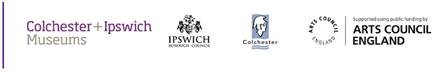 Colchester+Ipswich
Museums
IPSWICH
BOROUGH COUNCIL
Colchester
ARTS COUNCIL
ENGLAND
Supported using public funding by
ARTS COUNCIL
ENGLAND